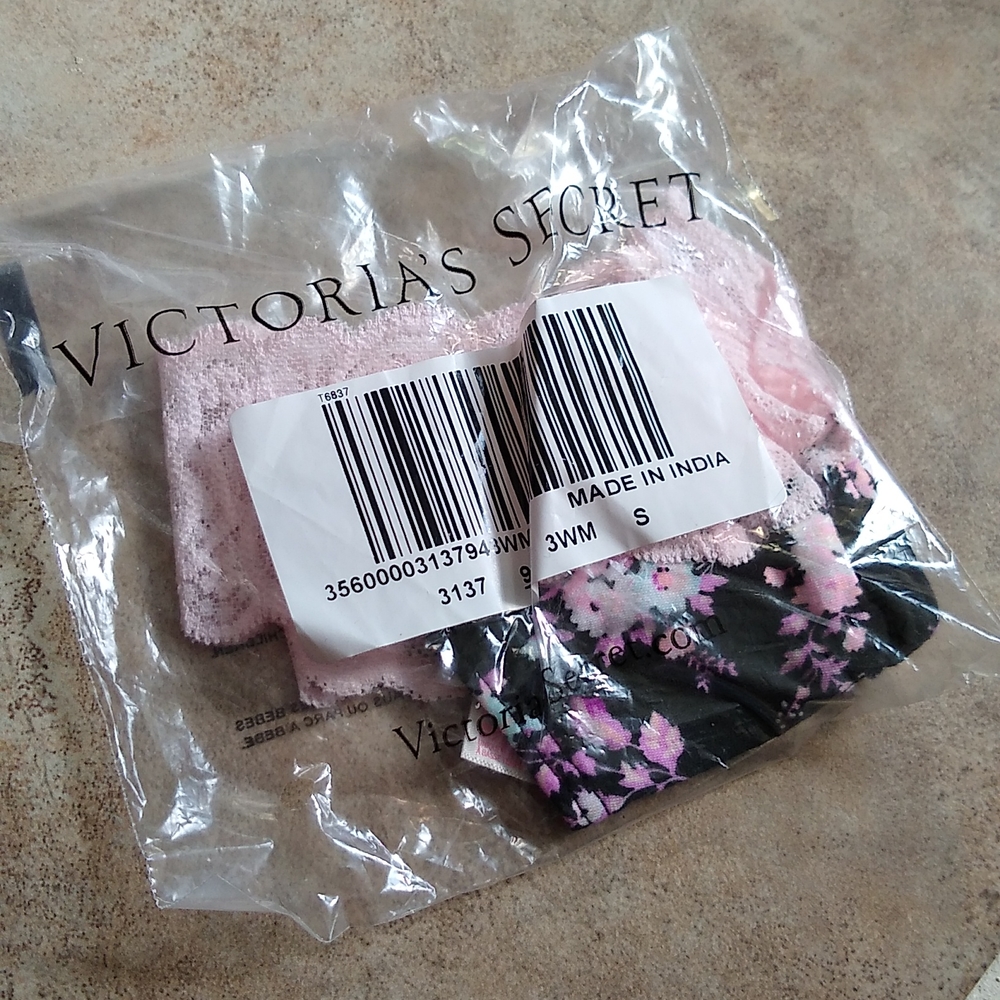 VICTORIA'S SECRET
T6837
MADE IN INDIA
3560000313794 3WM 3WM S
3137
VictoriasSecret.com